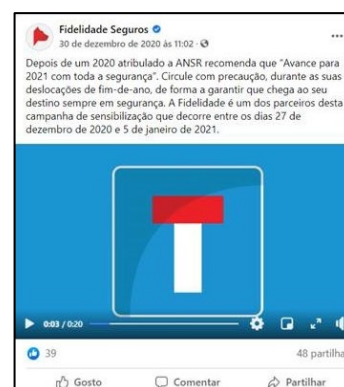 Fidelidade Seguros
30 de dezembro de 2020 às 11:02 ·
Depois de um 2020 atribulado a ANSR recomenda que "Avance para
2021 com toda a segurança". Circule com precaução, durante as suas
deslocações de fim-de-ano, de forma a garantir que chega ao seu
destino sempre em segurança. A Fidelidade é um dos parceiros desta
campanha de sensibilização que decorre entre os dias 27 de
dezembro de 2020 e 5 de janeiro de 2021.
0:03 / 0:20
39
48 partilha
Gosto
Comentar
Partilhar